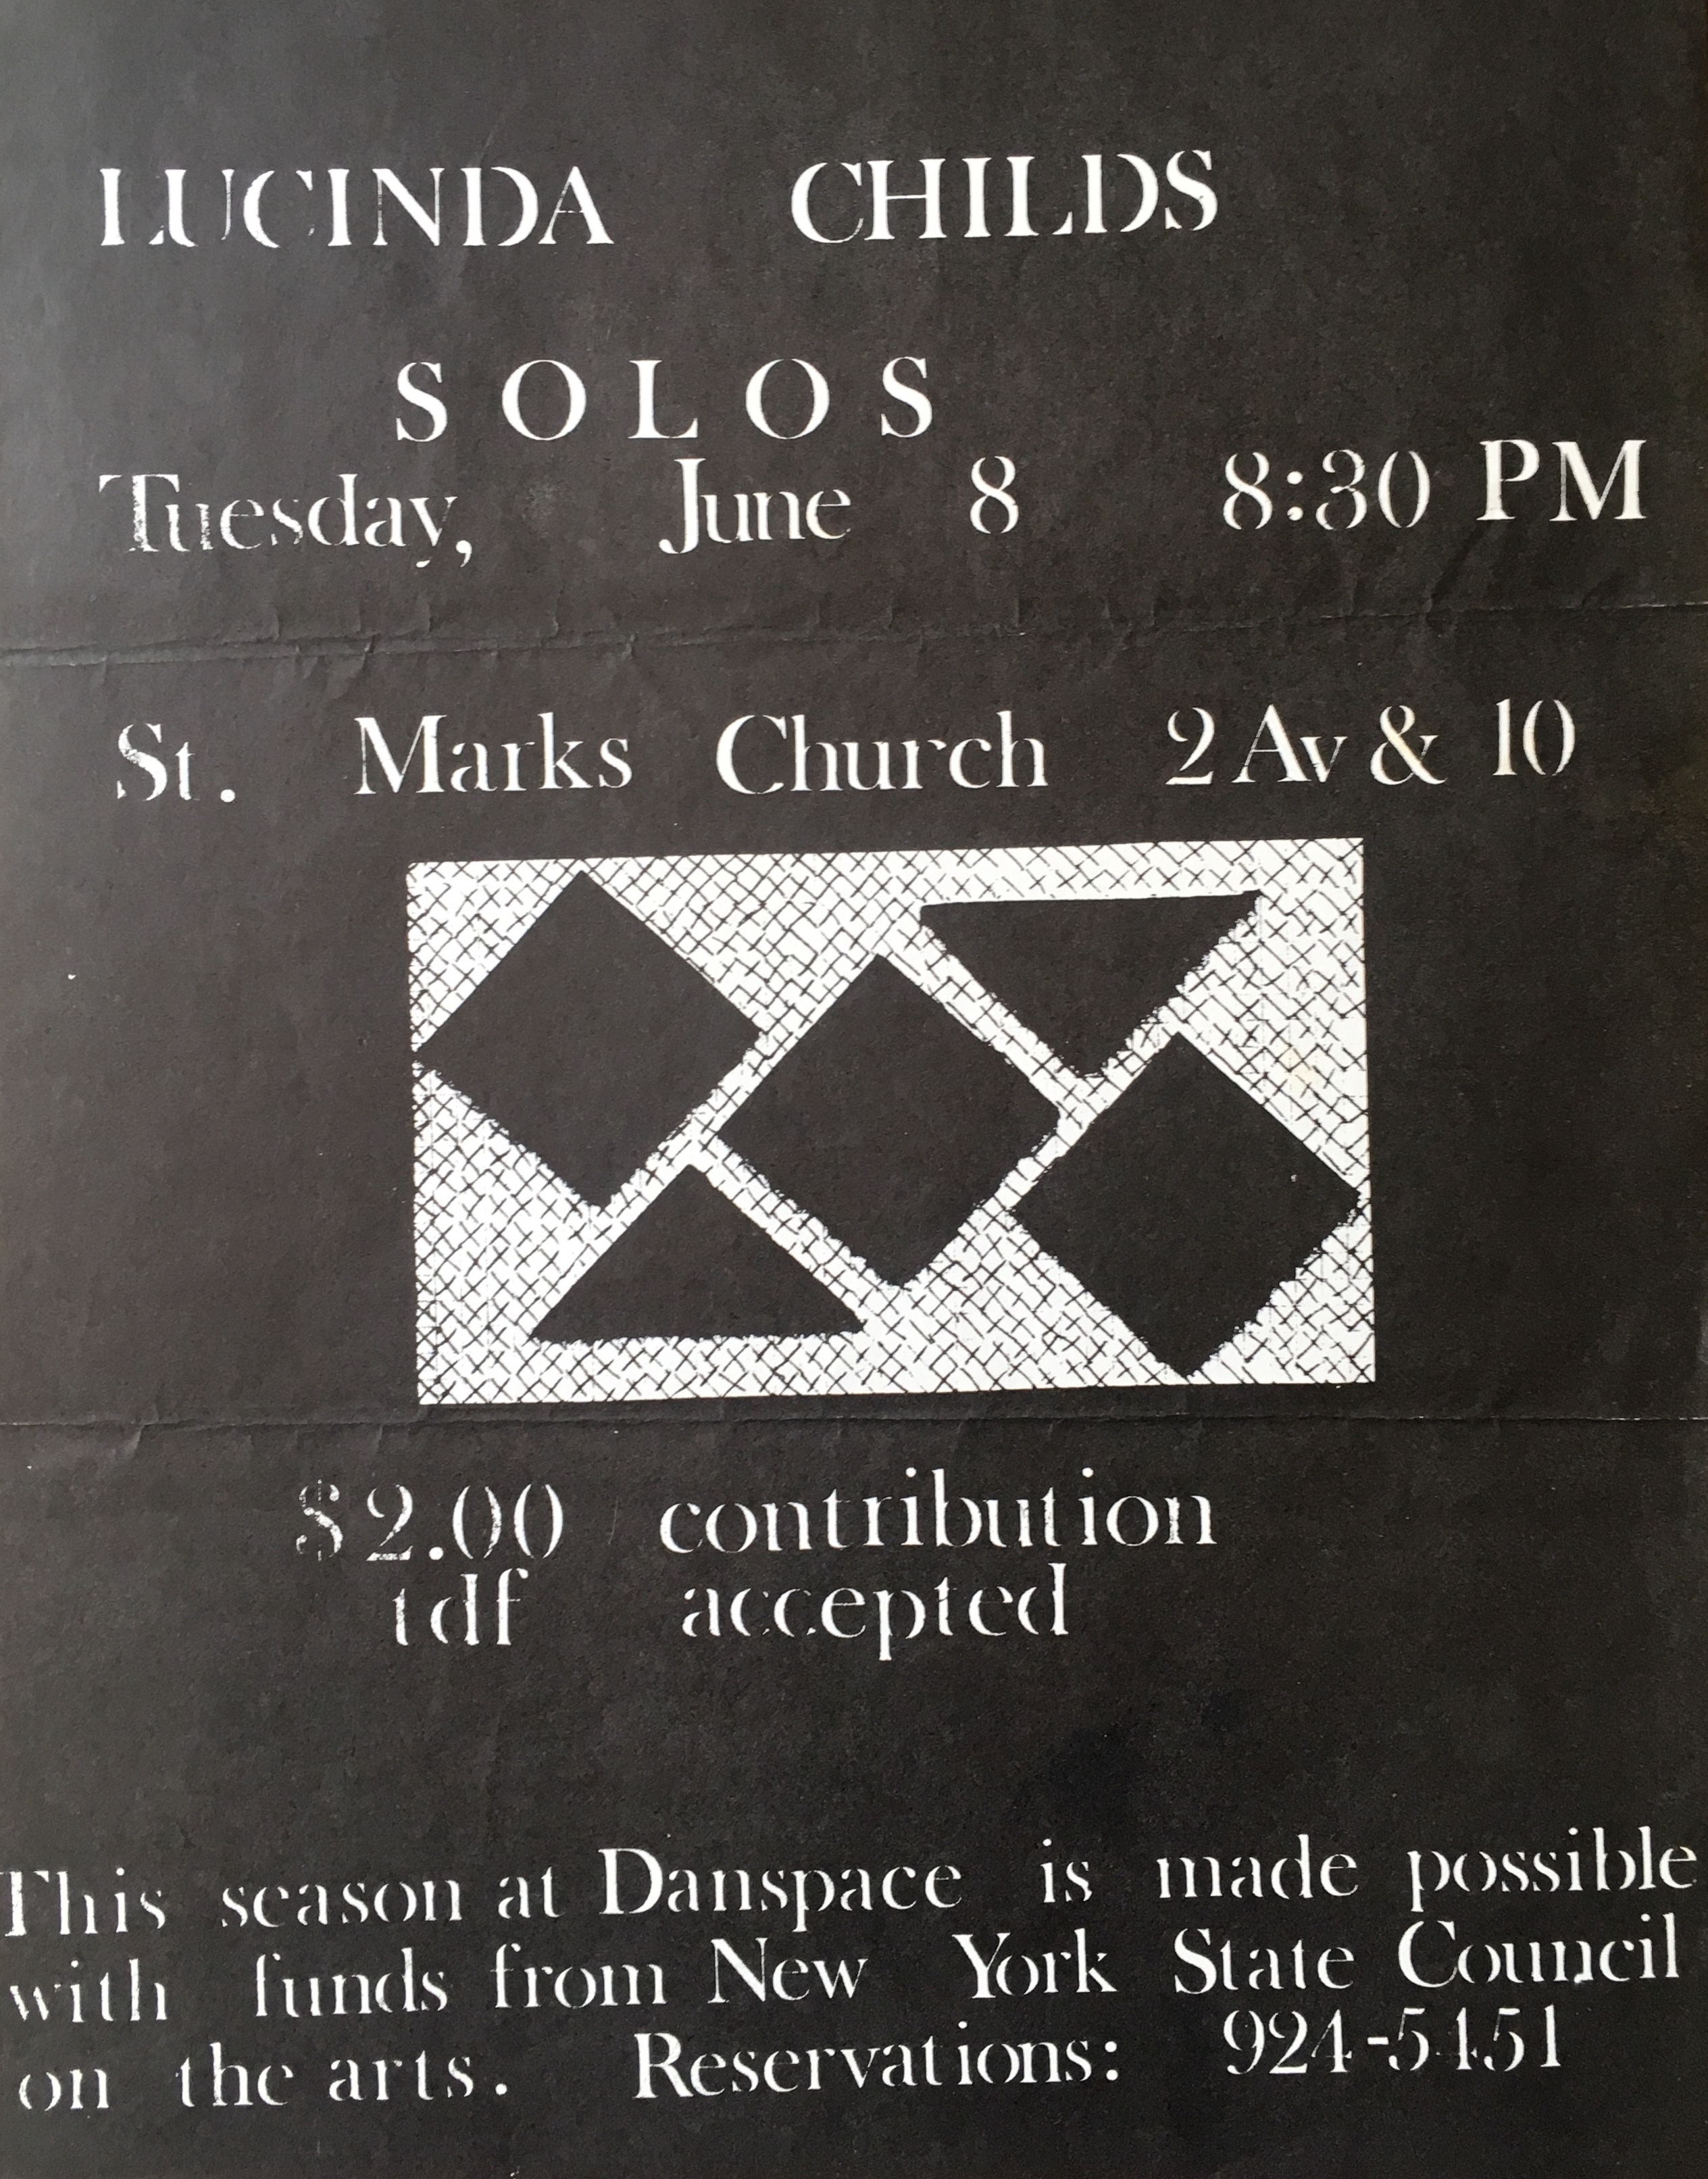 LUCINDA CHILDS
SOLOS
Tuesday, June 8 8:30 PM
St. Marks Church 2 Av & 10
$2.00 contribution
tdf accepted
This season at Danspace is made possible
with funds from New York State Council
on the arts. Reservations: 924-5451